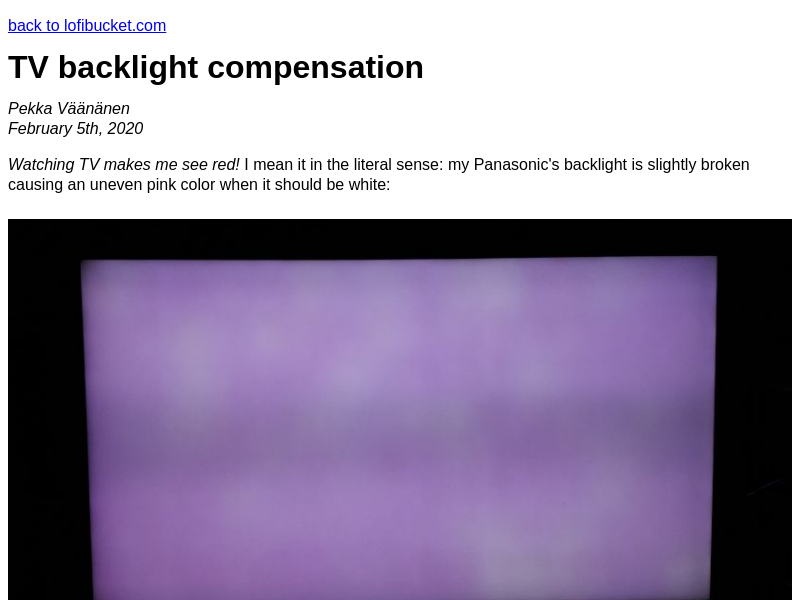 back to lofibucket.com
TV backlight compensation
Pekka Väänänen
February 5th, 2020
Watching TV makes me see red! I mean it in the literal sense: my Panasonic's backlight is slightly broken
causing an uneven pink color when it should be white: